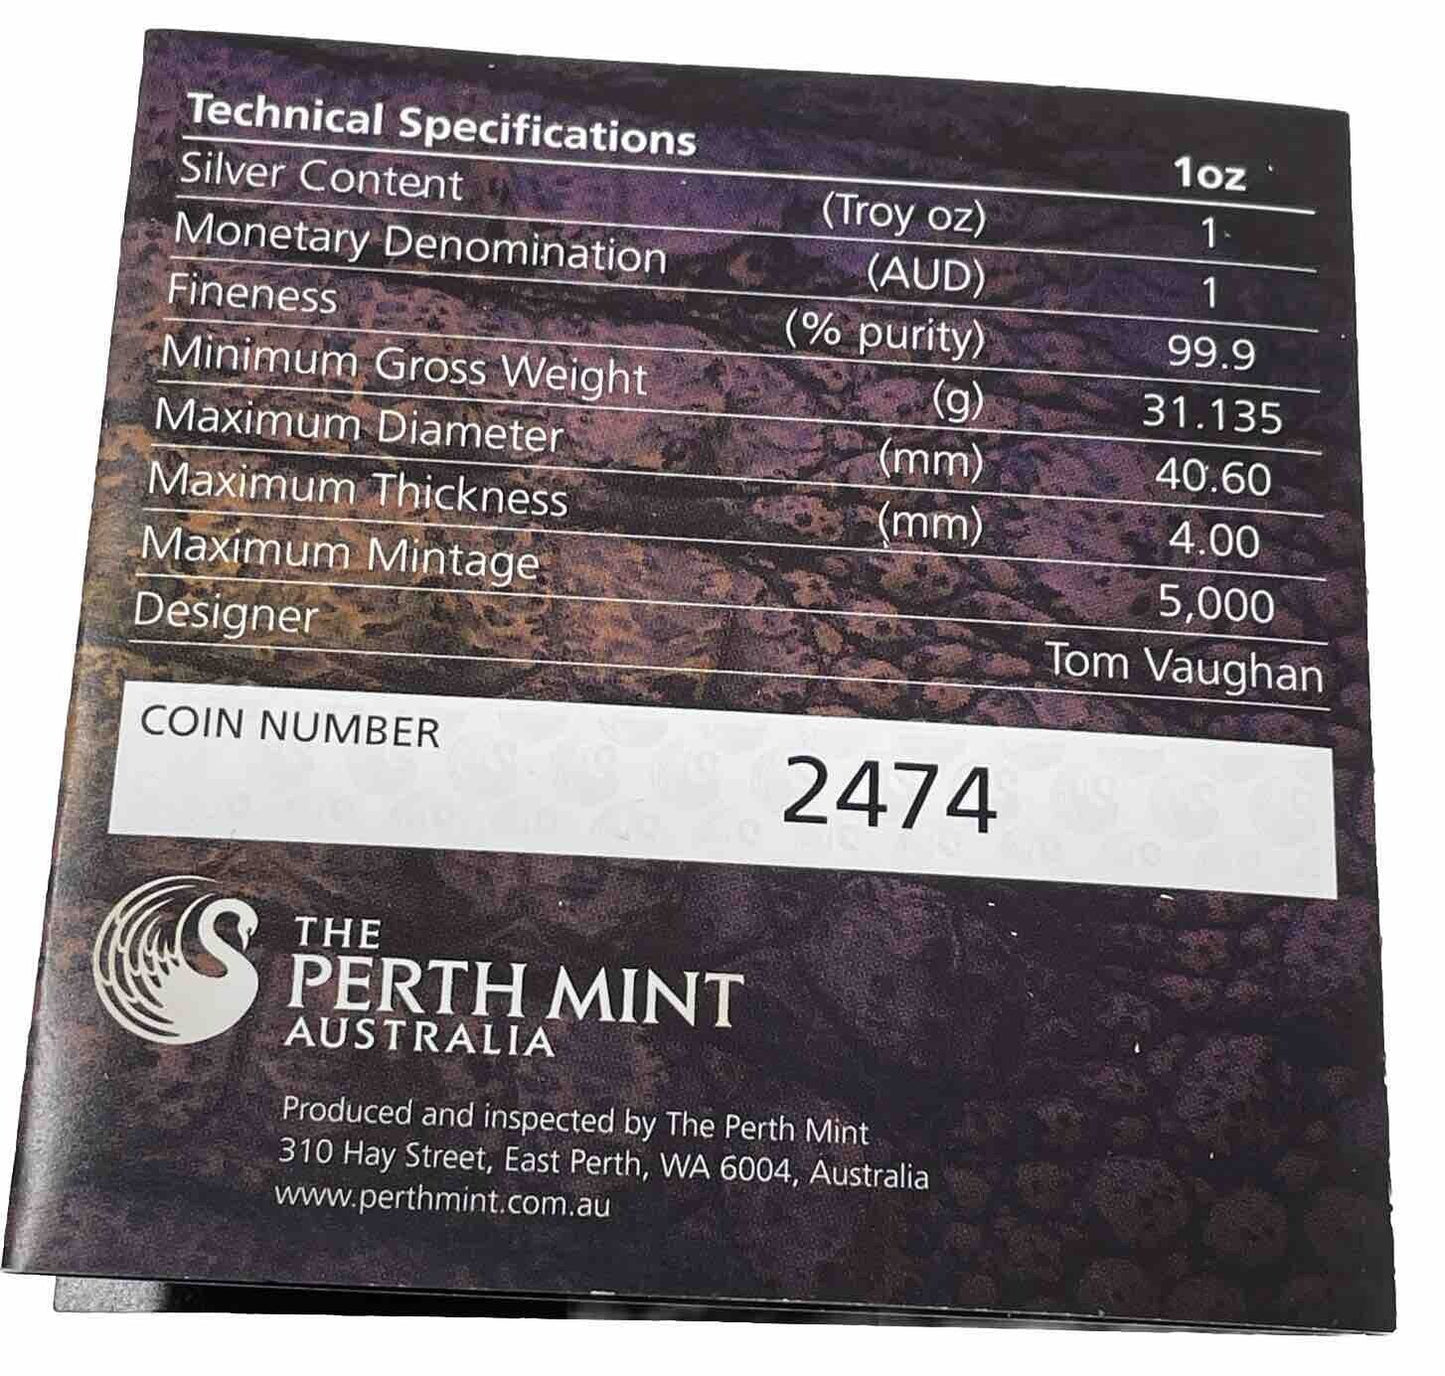 Technical Specifications 1oz
Silver Content (Troy oz) 1
Monetary Denomination (AUD) 1
Fineness (% purity) 99.9
Minimum Gross Weight (g) 31.135
Maximum Diameter (mm) 40.60
Maximum Thickness (mm) 4.00
Maximum Mintage 5,000
Designer Tom Vaughan
COIN NUMBER 2474
THE
PERTH MINT
AUSTRALIA
Produced and inspected by The Perth Mint
310 Hay Street, East Perth, WA 6004, Australia
www.perthmint.com.au